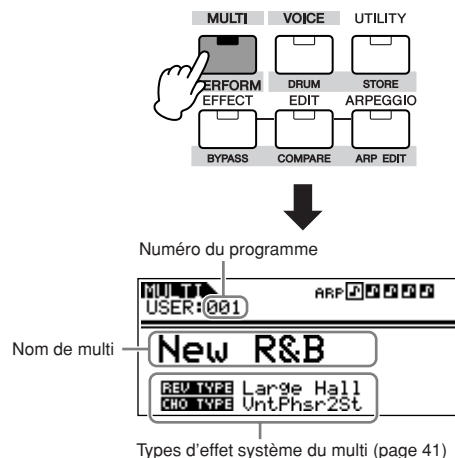 MULTI VOICE UTILITY
PERFORM DRUM STORE
EFFECT EDIT ARPEGGIO
BYPASS COMPARE ARP EDIT
Numéro du programme
MULTI ARP
USER:001
Nom de multi New R&B
REV TYPE Large Hall
CHO TYPE VntPhsr2St
Types d'effet système du multi (page 41)